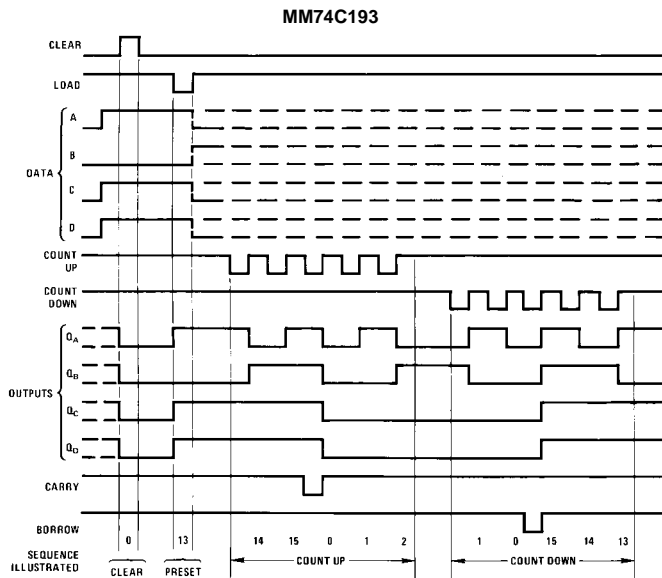 MM74C193
CLEAR
LOAD
A
B
DATA
C
D
COUNT
UP
COUNT
DOWN
QA
QB
OUTPUTS
QC
QD
CARRY
BORROW
0 13 14 15 0 1 2 1 0 15 14 13
SEQUENCE
ILLUSTRATED
CLEAR PRESET COUNT UP COUNT DOWN